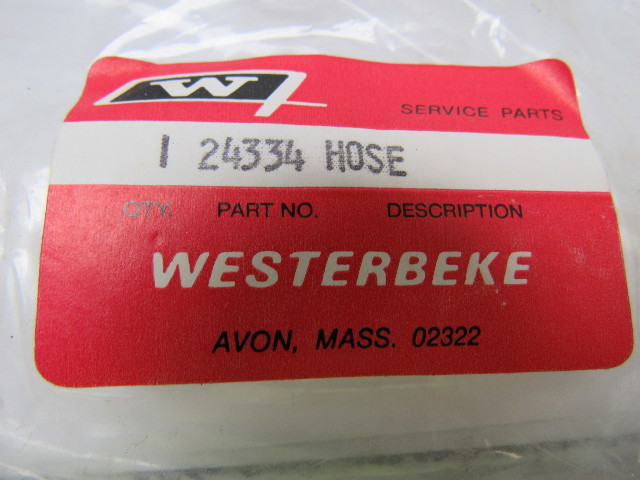 W
SERVICE PARTS
1 24334 HOSE
QTY. PART NO. DESCRIPTION
WESTERBEKE
AVON, MASS. 02322